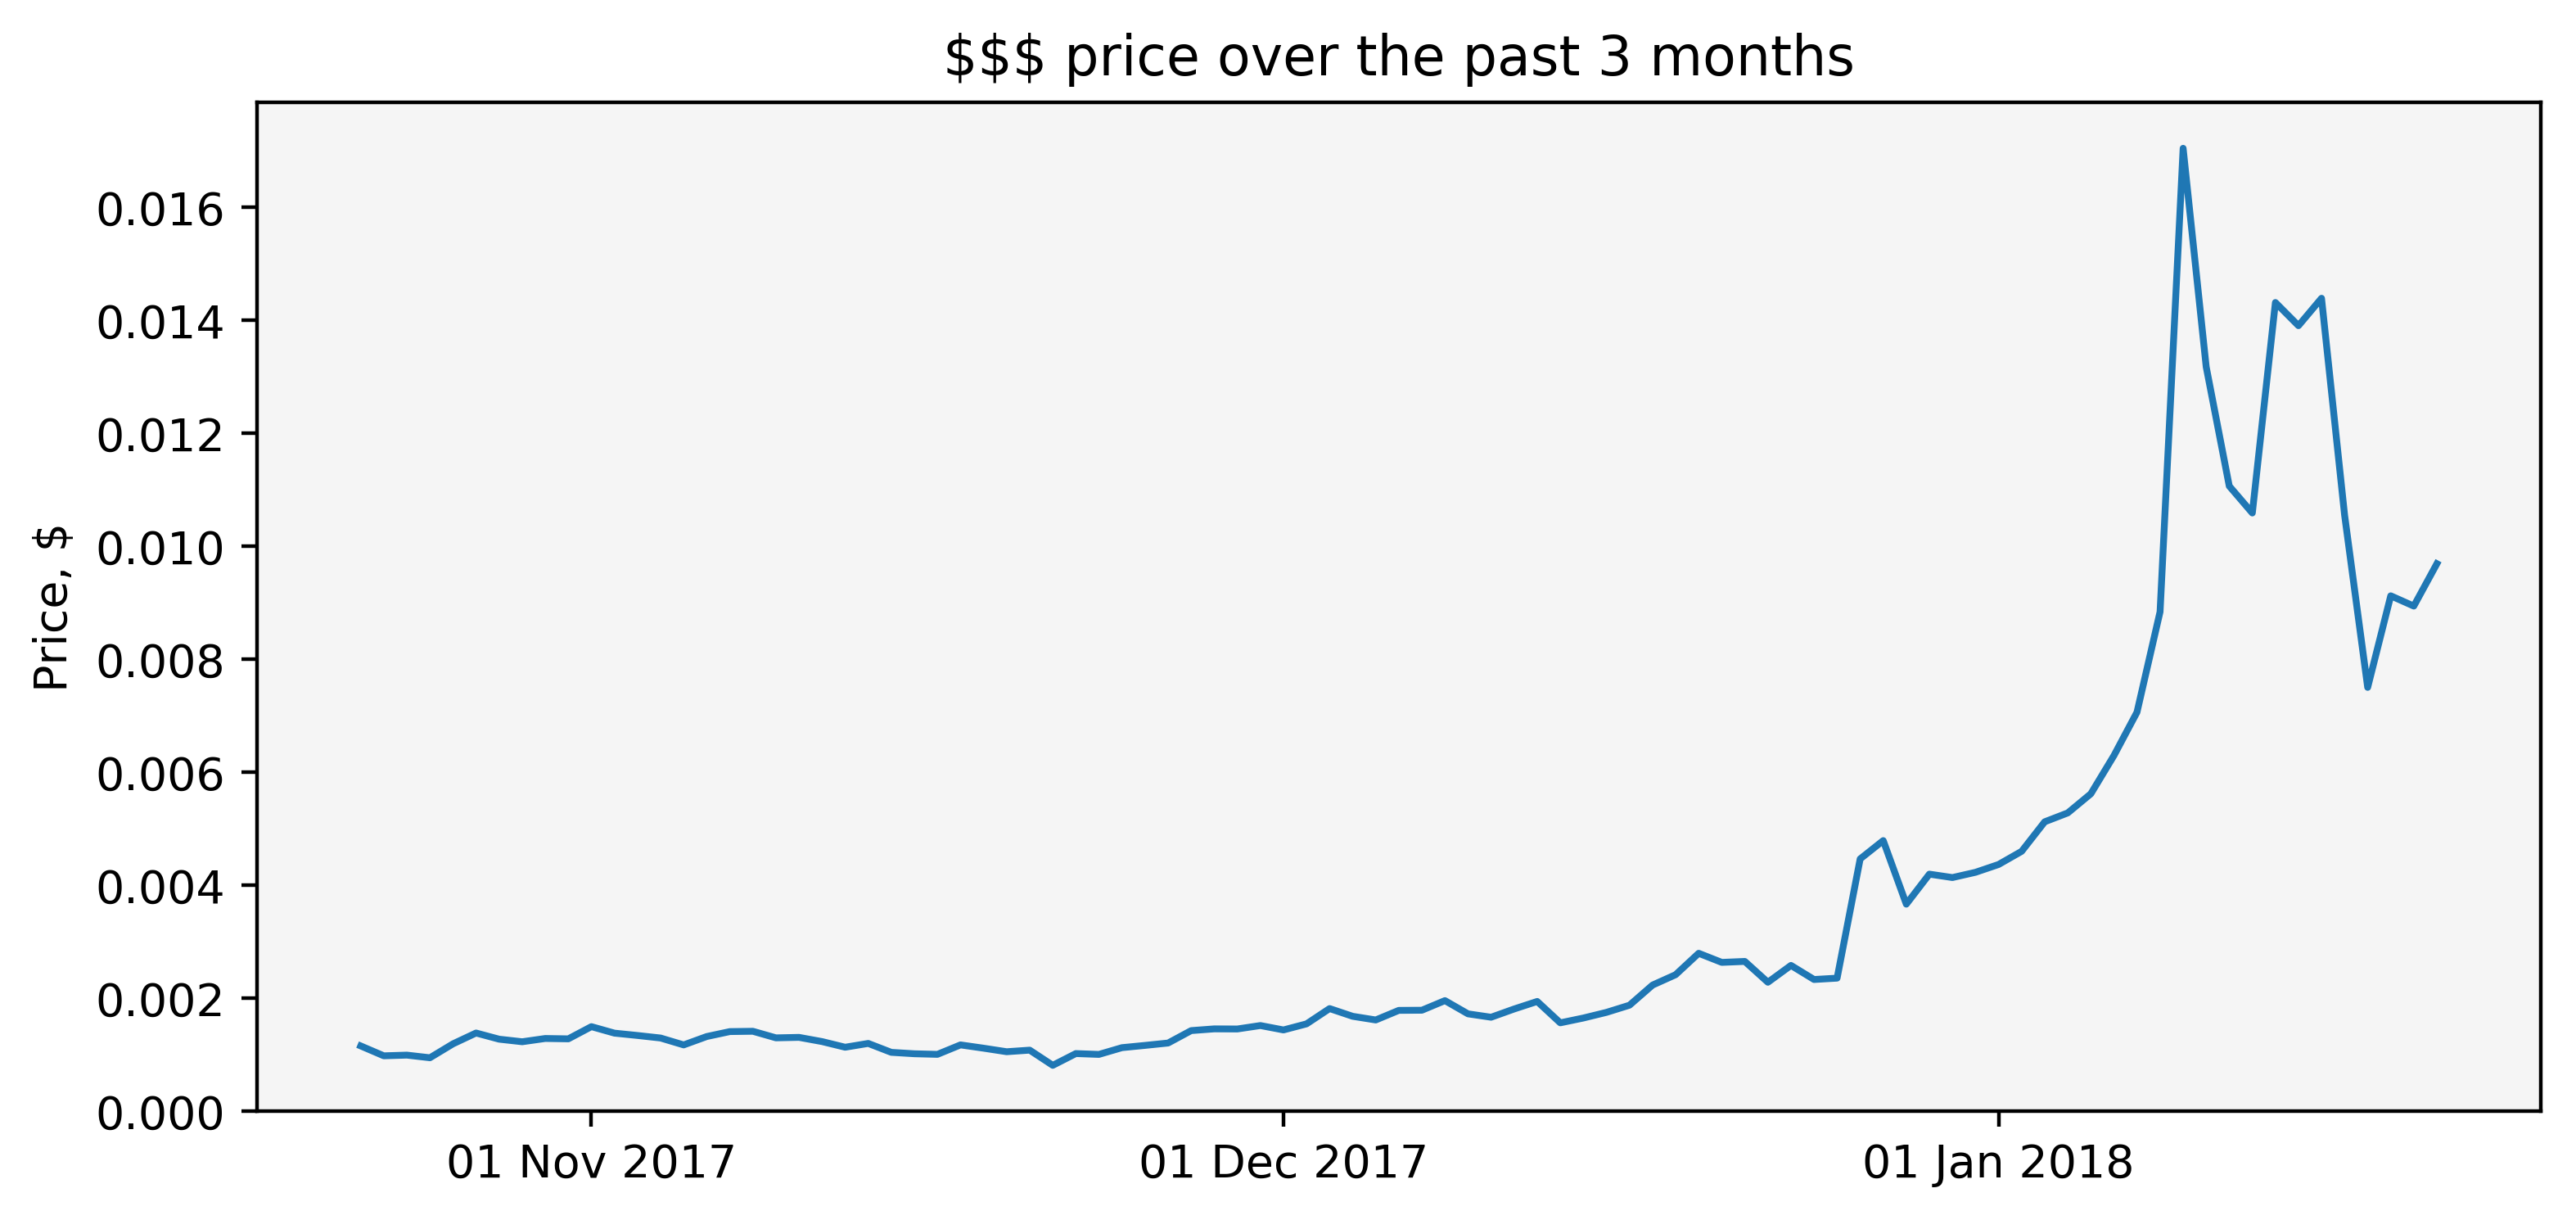 $$$ price over the past 3 months
Price, $
0.016
0.014
0.012
0.010
0.008
0.006
0.004
0.002
0.000
01 Nov 2017
01 Dec 2017
01 Jan 2018